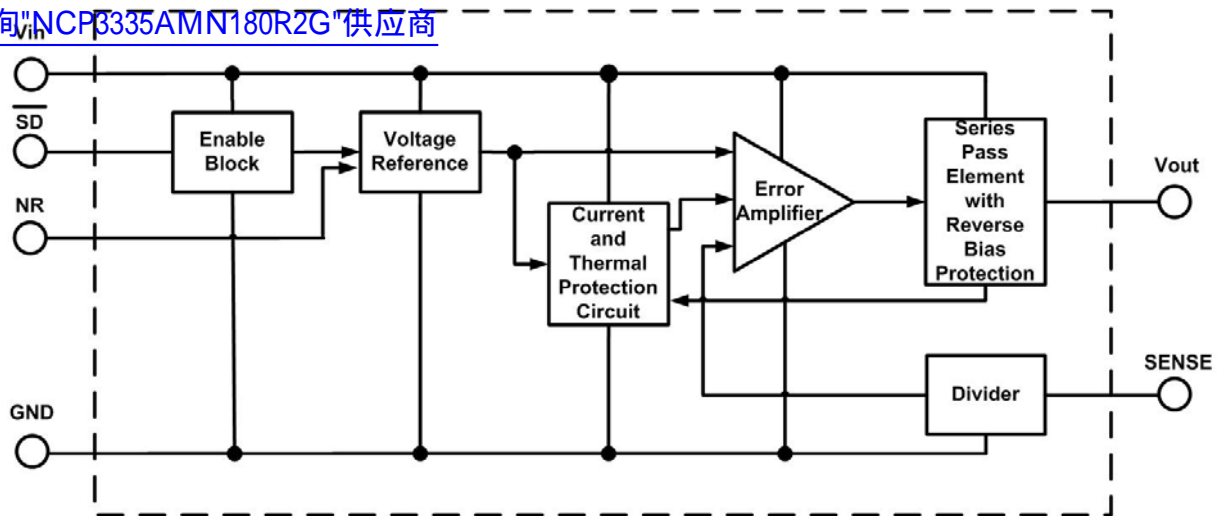 询"NCP3335AMN180R2G"供应商
Vin
SD
NR
GND
Enable
Block
Voltage
Reference
Current
and
Thermal
Protection
Circuit
Error
Amplifier
Series
Pass
Element
with
Reverse
Bias
Protection
Divider
Vout
SENSE